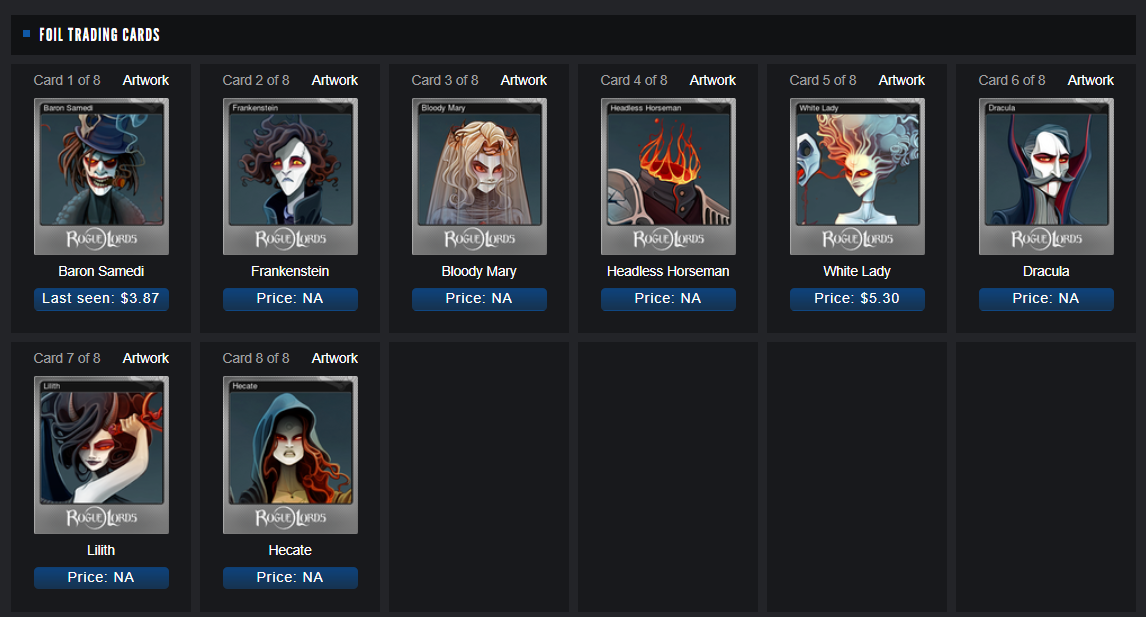 FOIL TRADING CARDS
Card 1 of 8 Artwork
Baron Samedi
ROGUE LORDS
Baron Samedi
Last seen: $3.87
Card 2 of 8 Artwork
Frankenstein
ROGUE LORDS
Frankenstein
Price: NA
Card 3 of 8 Artwork
Bloody Mary
ROGUE LORDS
Bloody Mary
Price: NA
Card 4 of 8 Artwork
Headless Horseman
ROGUE LORDS
Headless Horseman
Price: NA
Card 5 of 8 Artwork
White Lady
ROGUE LORDS
White Lady
Price: $5.30
Card 6 of 8 Artwork
Dracula
ROGUE LORDS
Dracula
Price: NA
Card 7 of 8 Artwork
Lilith
ROGUE LORDS
Lilith
Price: NA
Card 8 of 8 Artwork
Hecate
ROGUE LORDS
Hecate
Price: NA